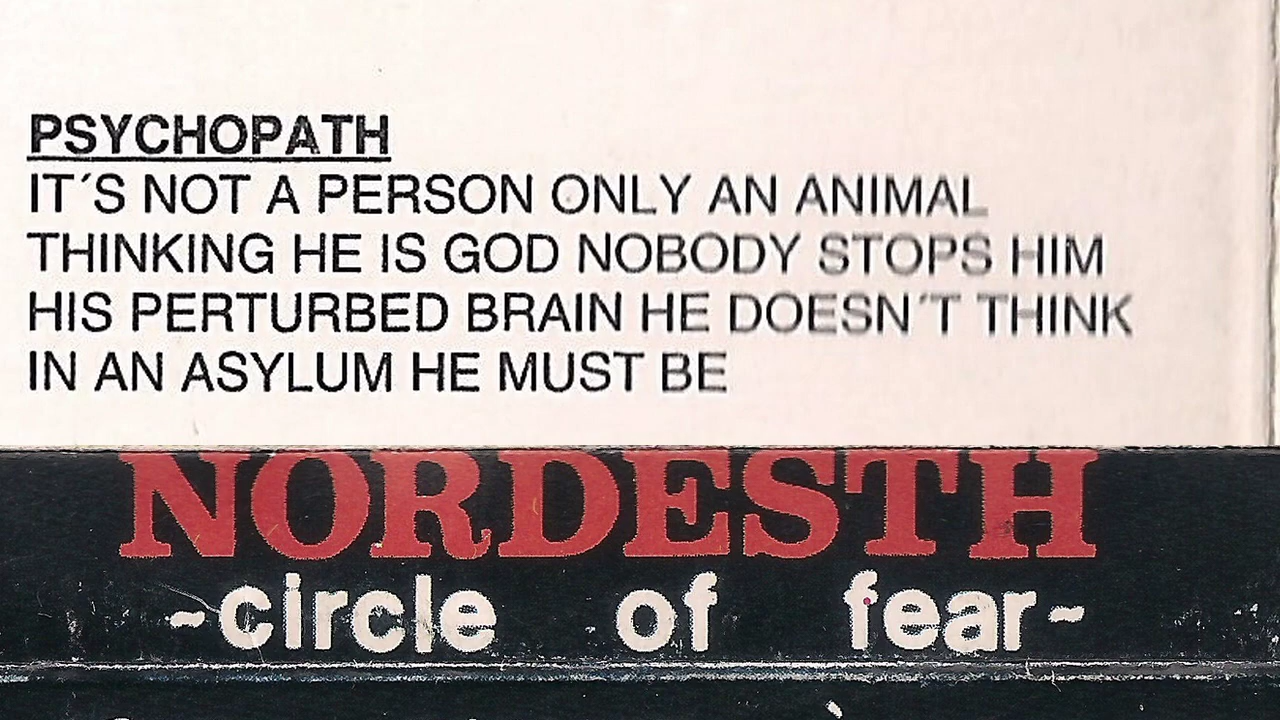 PSYCHOPATH
IT´S NOT A PERSON ONLY AN ANIMAL
THINKING HE IS GOD NOBODY STOPS HIM
HIS PERTURBED BRAIN HE DOESN´T THINK
IN AN ASYLUM HE MUST BE
NORDESTH
~circle of fear~